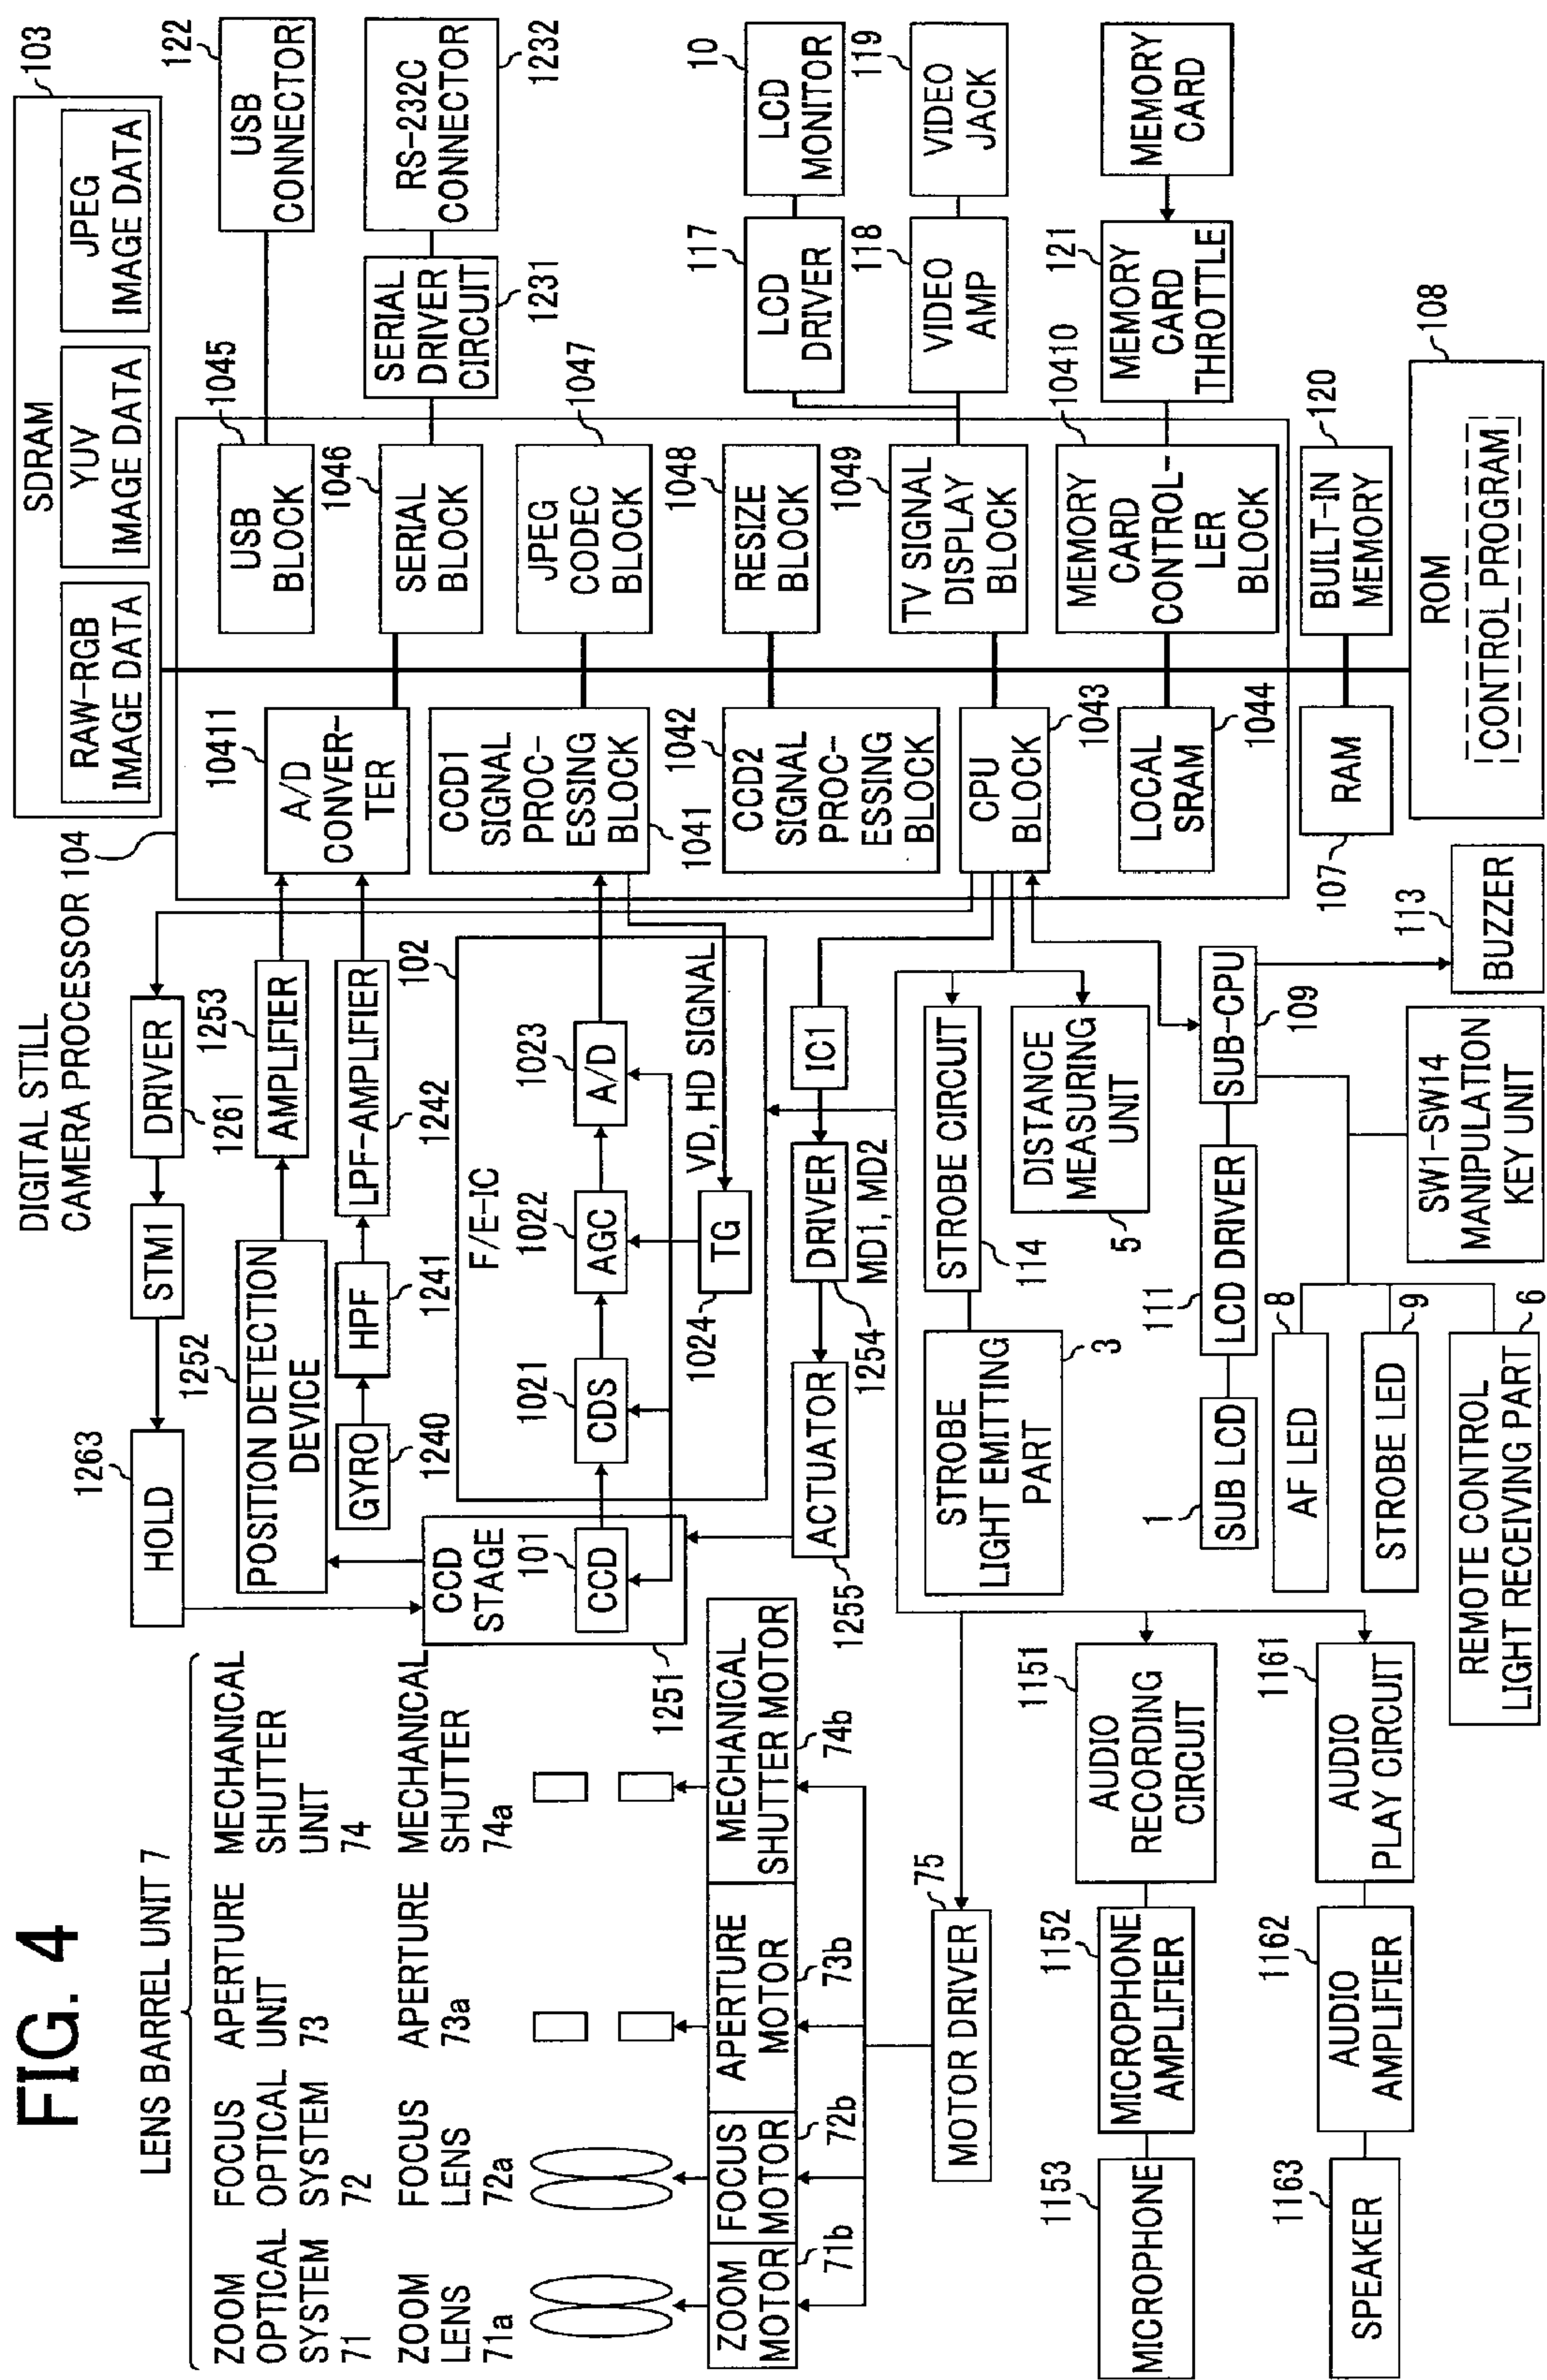 FIG. 4
LENS BARREL UNIT 7
ZOOM
OPTICAL
SYSTEM
71
FOCUS
OPTICAL
SYSTEM
72
APERTURE
UNIT
73
MECHANICAL
SHUTTER
UNIT
74
ZOOM
LENS
71a
FOCUS
LENS
72a
APERTURE
73a
MECHANICAL
SHUTTER
74a
ZOOM
MOTOR
71b
FOCUS
MOTOR
72b
APERTURE
MOTOR
73b
MECHANICAL
SHUTTER MOTOR
74b
MOTOR DRIVER
75
MICROPHONE
1153
MICROPHONE
AMPLIFIER
1152
AUDIO
RECORDING
CIRCUIT
1151
SPEAKER
1163
AUDIO
AMPLIFIER
1162
AUDIO
PLAY CIRCUIT
1161
DIGITAL STILL
CAMERA PROCESSOR 104
HOLD
1263
STM1
DRIVER
1261
POSITION DETECTION
DEVICE
1252
AMPLIFIER
1253
GYRO
1240
HPF
1241
LPF-AMPLIFIER
1242
CCD
STAGE
1251
101
CCD
102
F/E-IC
CDS
1021
AGC
1022
A/D
1023
TG
1024
VD, HD SIGNAL
ACTUATOR
1255
DRIVER
1254
MD1, MD2
IC1
STROBE
LIGHT EMITTING
PART
3
STROBE CIRCUIT
114
DISTANCE
MEASURING
UNIT
5
SUB LCD
1
LCD DRIVER
111
SUB-CPU
109
BUZZER
113
AF LED
8
STROBE LED
9
REMOTE CONTROL
LIGHT RECEIVING PART
6
SW1-SW14
MANIPULATION
KEY UNIT
SDRAM
103
RAW-RGB
IMAGE DATA
YUV
IMAGE DATA
JPEG
IMAGE DATA
A/D
CONVER-
TER
10411
CCD1
SIGNAL
PROC-
ESSING
BLOCK
1041
CCD2
SIGNAL
PROC-
ESSING
BLOCK
1042
CPU
BLOCK
1043
LOCAL
SRAM
1044
RAM
107
USB
BLOCK
1045
SERIAL
BLOCK
1046
JPEG
CODEC
BLOCK
1047
RESIZE
BLOCK
1048
TV SIGNAL
DISPLAY
BLOCK
1049
MEMORY
CARD
CONTROL-
LER
BLOCK
10410
BUILT-IN
MEMORY
120
ROM
108
CONTROL PROGRAM
USB
CONNECTOR
122
SERIAL
DRIVER
CIRCUIT
1231
RS-232C
CONNECTOR
1232
LCD
DRIVER
117
LCD
MONITOR
10
VIDEO
AMP
118
VIDEO
JACK
119
MEMORY
CARD
THROTTLE
121
MEMORY
CARD